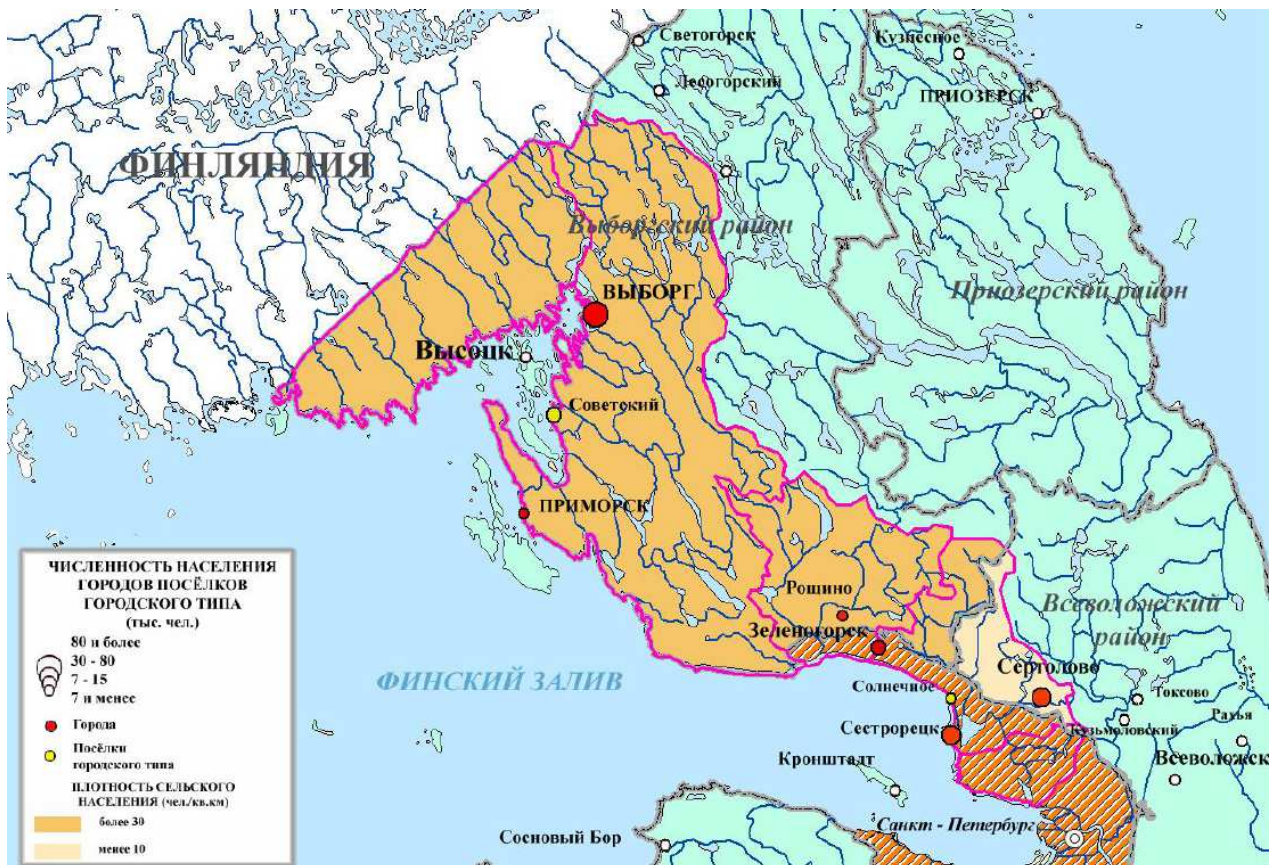 Светогорск
Кузнесное
Лесогорский
ПРИОЗЕРСК
ФИНЛЯНДИЯ
Выборгский район
Приозерский район
ВЫБОРГ
Высоцк
Советский
ПРИМОРСК
ЧИСЛЕННОСТЬ НАСЕЛЕНИЯ
ГОРОДОВ ПОСЁЛКОВ
ГОРОДСКОГО ТИПА
(тыс. чел.)
80 и более
30 - 80
7 - 15
7 и менее
Города
Посёлки
городского типа
ПЛОТНОСТЬ СЕЛЬСКОГО
НАСЕЛЕНИЯ (чел./кв.км)
более 30
менее 10
Рошино
Зеленогорск
Всеволожский
район
ФИНСКИЙ ЗАЛИВ
Сертолово
Солнечное
Токсово
Сестрорецк
Кузьмоловский
Рахья
Кронштадт
Всеволожск
Сосновый Бор
Санкт - Петербург